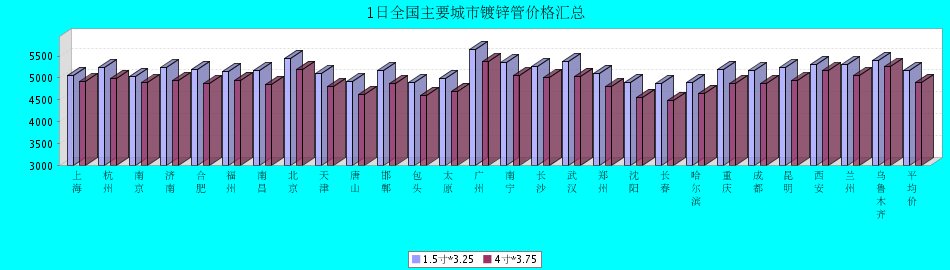 1日全国主要城市镀锌管价格汇总
5500
5000
4500
4000
3500
3000
上海 杭州 南京 济南 合肥 福州 南昌 北京 天津 唐山 邯郸 包头 太原 广州 南宁 长沙 武汉 郑州 沈阳 长春 哈尔滨 重庆 成都 昆明 西安 兰州 乌鲁木齐 平均价
1.5寸*3.25 4寸*3.75